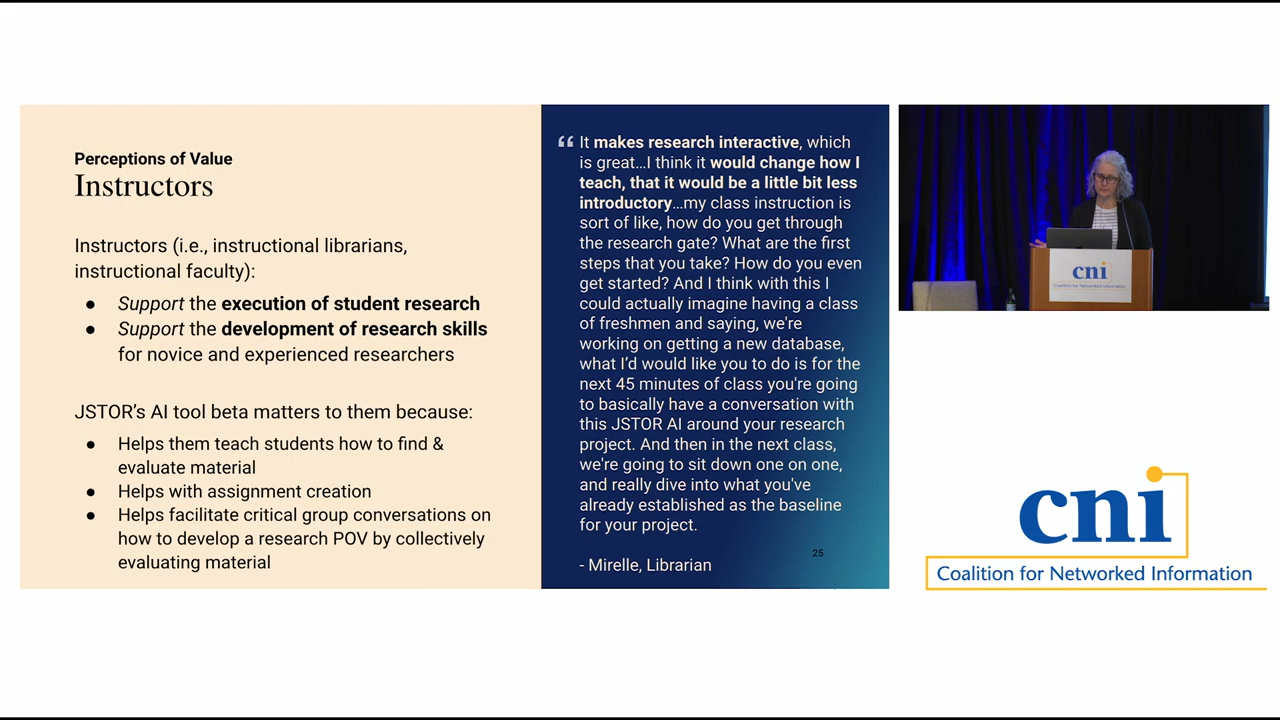 Perceptions of Value
Instructors
Instructors (i.e., instructional librarians,
instructional faculty):
● Support the execution of student research
● Support the development of research skills
for novice and experienced researchers
JSTOR's AI tool beta matters to them because:
● Helps them teach students how to find &
evaluate material
● Helps with assignment creation
● Helps facilitate critical group conversations on
how to develop a research POV by collectively
evaluating material
“ It makes research interactive, which
is great…I think it would change how I
teach, that it would be a little bit less
introductory…my class instruction is
sort of like, how do you get through
the research gate? What are the first
steps that you take? How do you even
get started? And I think with this I
could actually imagine having a class
of freshmen and saying, we're
working on getting a new database,
what I'd would like you to do is for the
next 45 minutes of class you're going
to basically have a conversation with
this JSTOR AI around your research
project. And then in the next class,
we're going to sit down one on one,
and really dive into what you've
already established as the baseline
for your project.
25
- Mirelle, Librarian
cni
Coalition for Networked Information
cni
Coalition for Networked Information